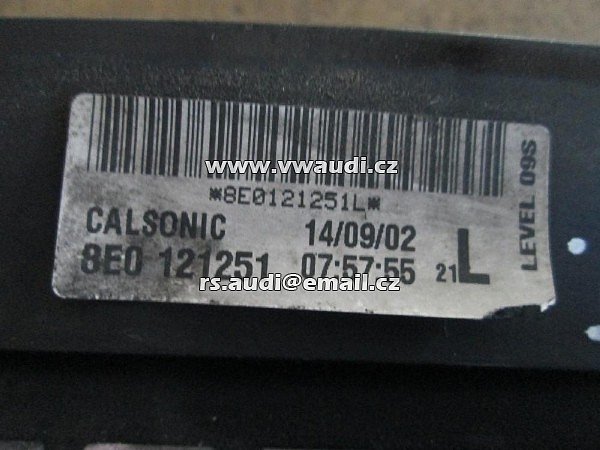 www.vwaudi.cz
*8E0121251L*
CALSONIC 14/09/02
8E0 121251 07:57:55 21 L
LEVEL 09S
rs.audi@email.cz